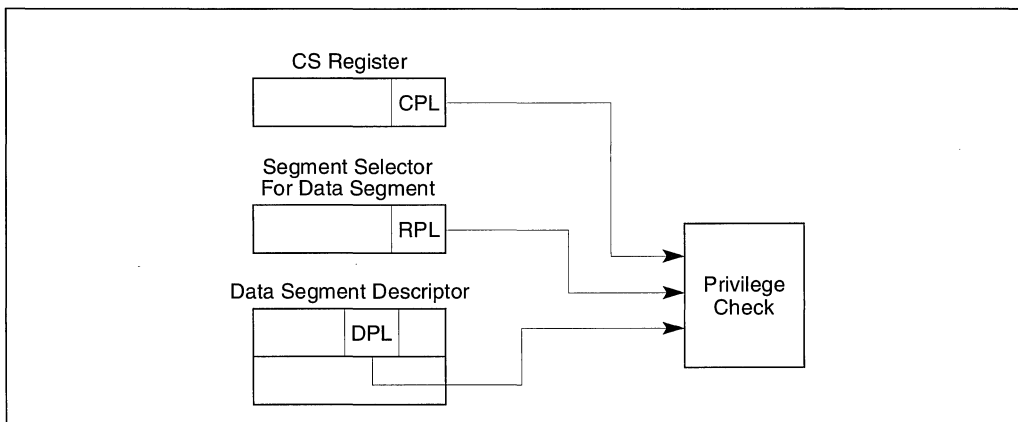 CS Register
CPL
Segment Selector
For Data Segment
RPL
Data Segment Descriptor
DPL
Privilege
Check